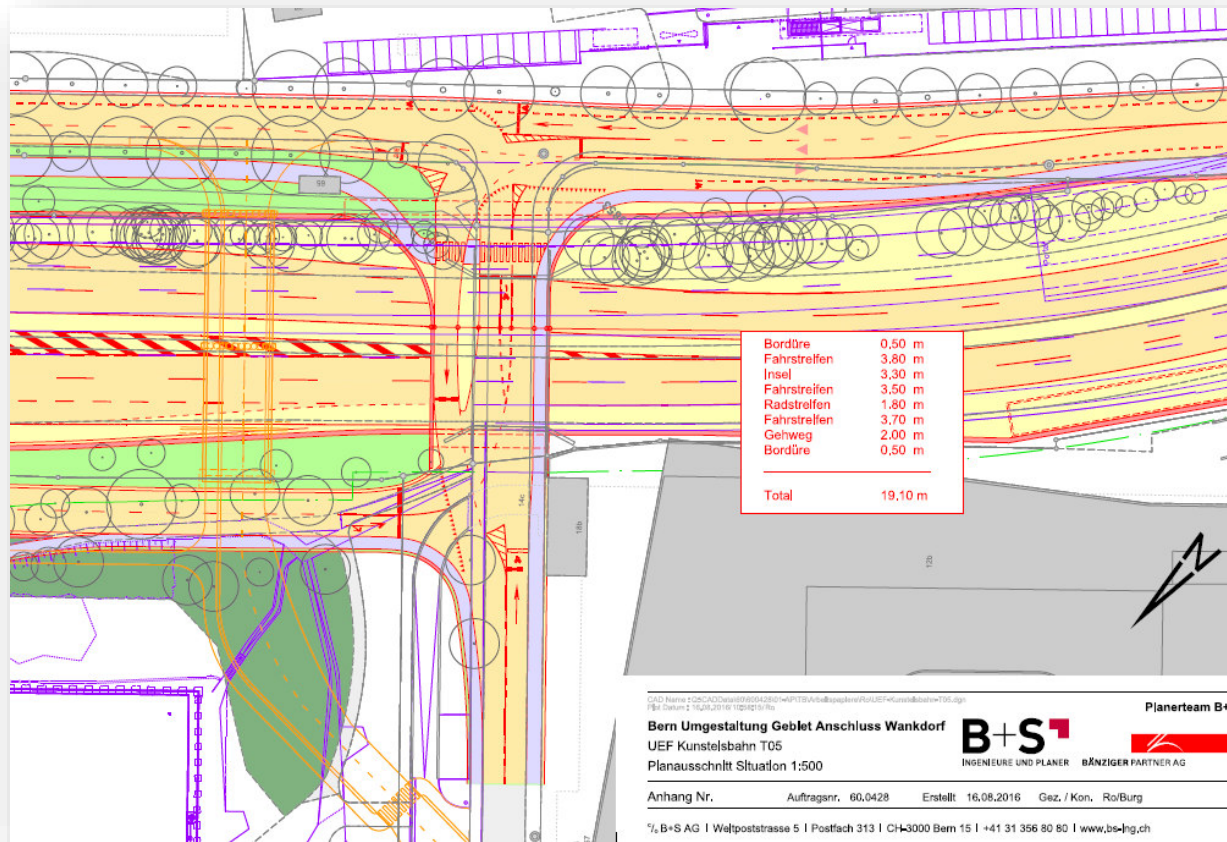 99
Bordüre 0,50 m
Fahrstreifen 3,80 m
Insel 3,30 m
Fahrstreifen 3,50 m
Radstreifen 1,80 m
Fahrstreifen 3,70 m
Gehweg 2,00 m
Bordüre 0,50 m
Total 19,10 m
14c
18b
12b
N
Bern Umgestaltung Gebiet Anschluss Wankdorf
UEF Kunstelsbahn T05
Planausschnitt Situation 1:500
Planerteam B+
B+S
INGENIEURE UND PLANER
BÄNZIGER PARTNER AG
Anhang Nr. Auftragsnr. 60.0428 Erstellt 16.08.2016 Gez. / Kon. Ro/Burg
c/o B+S AG | Weltpoststrasse 5 | Postfach 313 | CH-3000 Bern 15 | +41 31 356 80 80 | www.bs-ing.ch